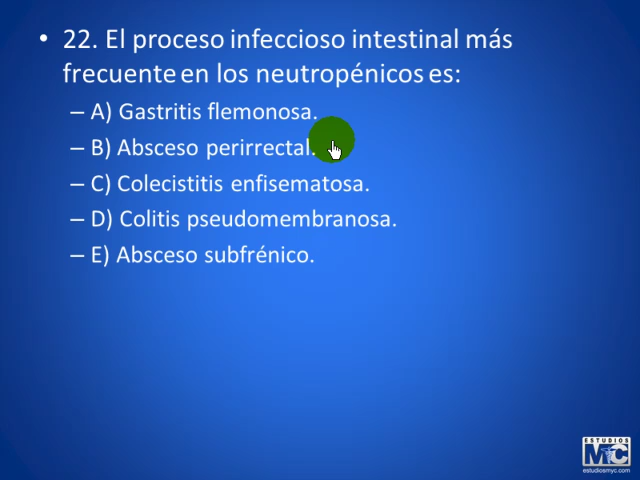 • 22. El proceso infeccioso intestinal más
frecuente en los neutropénicos es:
– A) Gastritis flemonosa.
– B) Absceso perirrectal.
– C) Colecistitis enfisematosa.
– D) Colitis pseudomembranosa.
– E) Absceso subfrénico.
ESTUDIOS
MyC
estudiosmyc.com